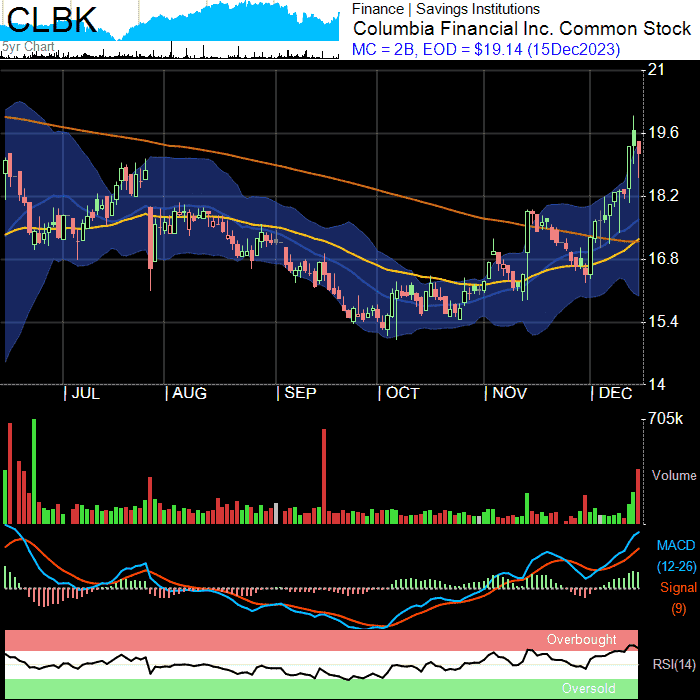 CLBK
5yr Chart
Finance | Savings Institutions
Columbia Financial Inc. Common Stock
MC = 2B, EOD = $19.14 (15Dec2023)
21
19.6
18.2
16.8
15.4
14
| JUL | AUG | SEP | OCT | NOV | DEC
705k
Volume
MACD
(12-26)
Signal
(9)
Overbought
RSI(14)
Oversold